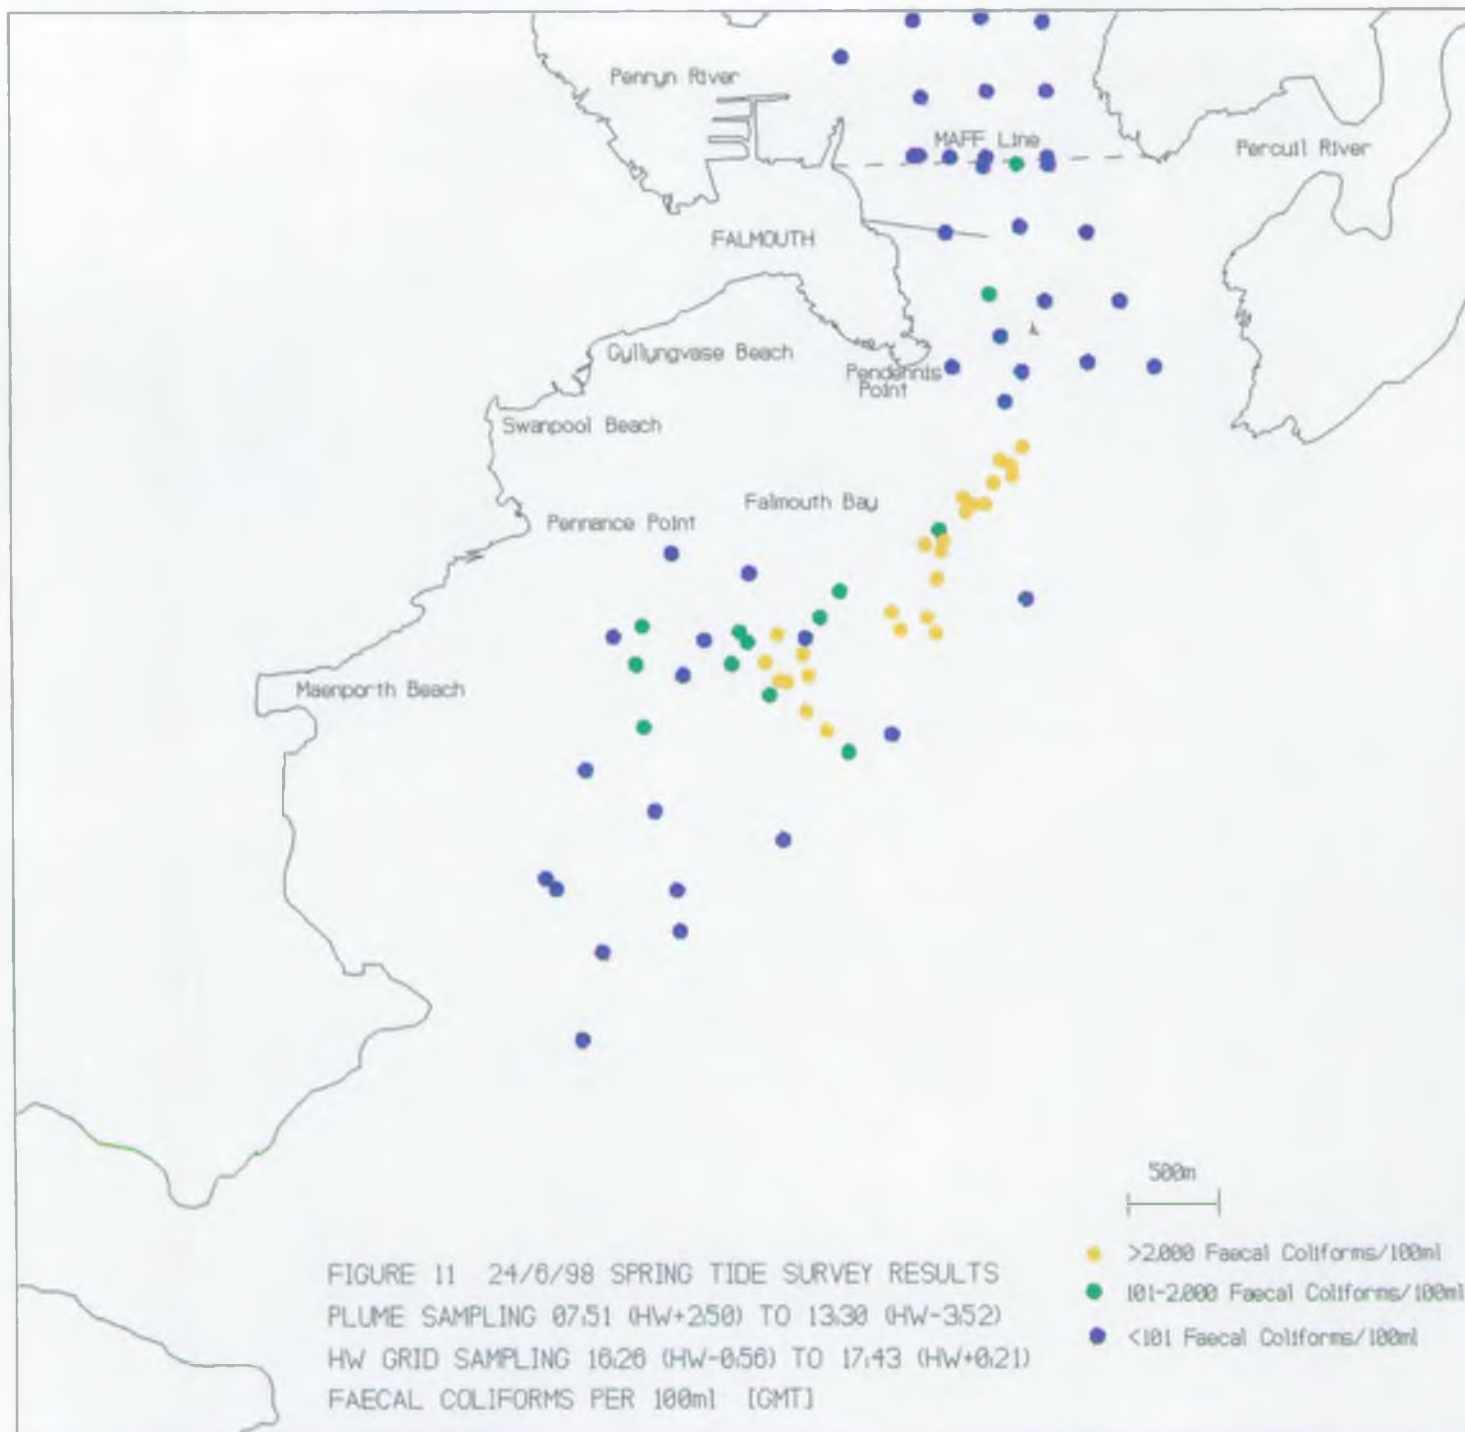 Penryn River
MAFF Line
Percuil River
FALMOUTH
Gyllyngvase Beach
Pendennis
Point
Swanpool Beach
Falmouth Bay
Pennance Point
Maenporth Beach
500m
>2,000 Faecal Coliforms/100ml
101-2,000 Faecal Coliforms/100ml
<101 Faecal Coliforms/100ml
FIGURE 11 24/6/98 SPRING TIDE SURVEY RESULTS
PLUME SAMPLING 07:51 (HW+2:50) TO 13:30 (HW-3:52)
HW GRID SAMPLING 16:26 (HW-0:56) TO 17:43 (HW+0:21)
FAECAL COLIFORMS PER 100ml [GMT]